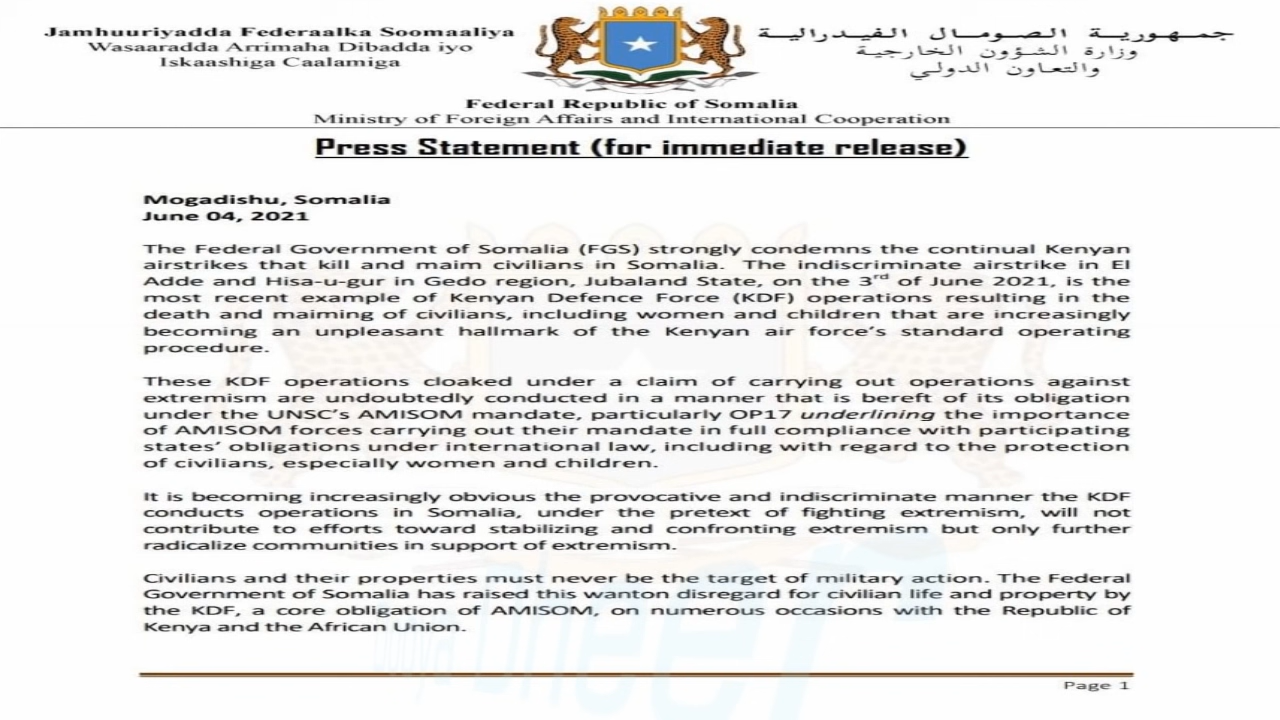 Jamhuuriyadda Federaalka Soomaaliya
Wasaaradda Arrimaha Dibadda iyo
Iskaashiga Caalamiga
جمهورية الصومال الفيدرالية
وزارة الشؤون الخارجية
والتعاون الدولي
Federal Republic of Somalia
Ministry of Foreign Affairs and International Cooperation
Press Statement (for immediate release)
Mogadishu, Somalia
June 04, 2021
The Federal Government of Somalia (FGS) strongly condemns the continual Kenyan
airstrikes that kill and maim civilians in Somalia. The indiscriminate airstrike in El
Adde and Hisa-u-gur in Gedo region, Jubaland State, on the 3rd of June 2021, is the
most recent example of Kenyan Defence Force (KDF) operations resulting in the
death and maiming of civilians, including women and children that are increasingly
becoming an unpleasant hallmark of the Kenyan air force's standard operating
procedure.
These KDF operations cloaked under a claim of carrying out operations against
extremism are undoubtedly conducted in a manner that is bereft of its obligation
under the UNSC's AMISOM mandate, particularly OP17 underlining the importance
of AMISOM forces carrying out their mandate in full compliance with participating
states' obligations under international law, including with regard to the protection
of civilians, especially women and children.
It is becoming increasingly obvious the provocative and indiscriminate manner the KDF
conducts operations in Somalia, under the pretext of fighting extremism, will not
contribute to efforts toward stabilizing and confronting extremism but only further
radicalize communities in support of extremism.
Civilians and their properties must never be the target of military action. The Federal
Government of Somalia has raised this wanton disregard for civilian life and property by
the KDF, a core obligation of AMISOM, on numerous occasions with the Republic of
Kenya and the African Union.
Page 1